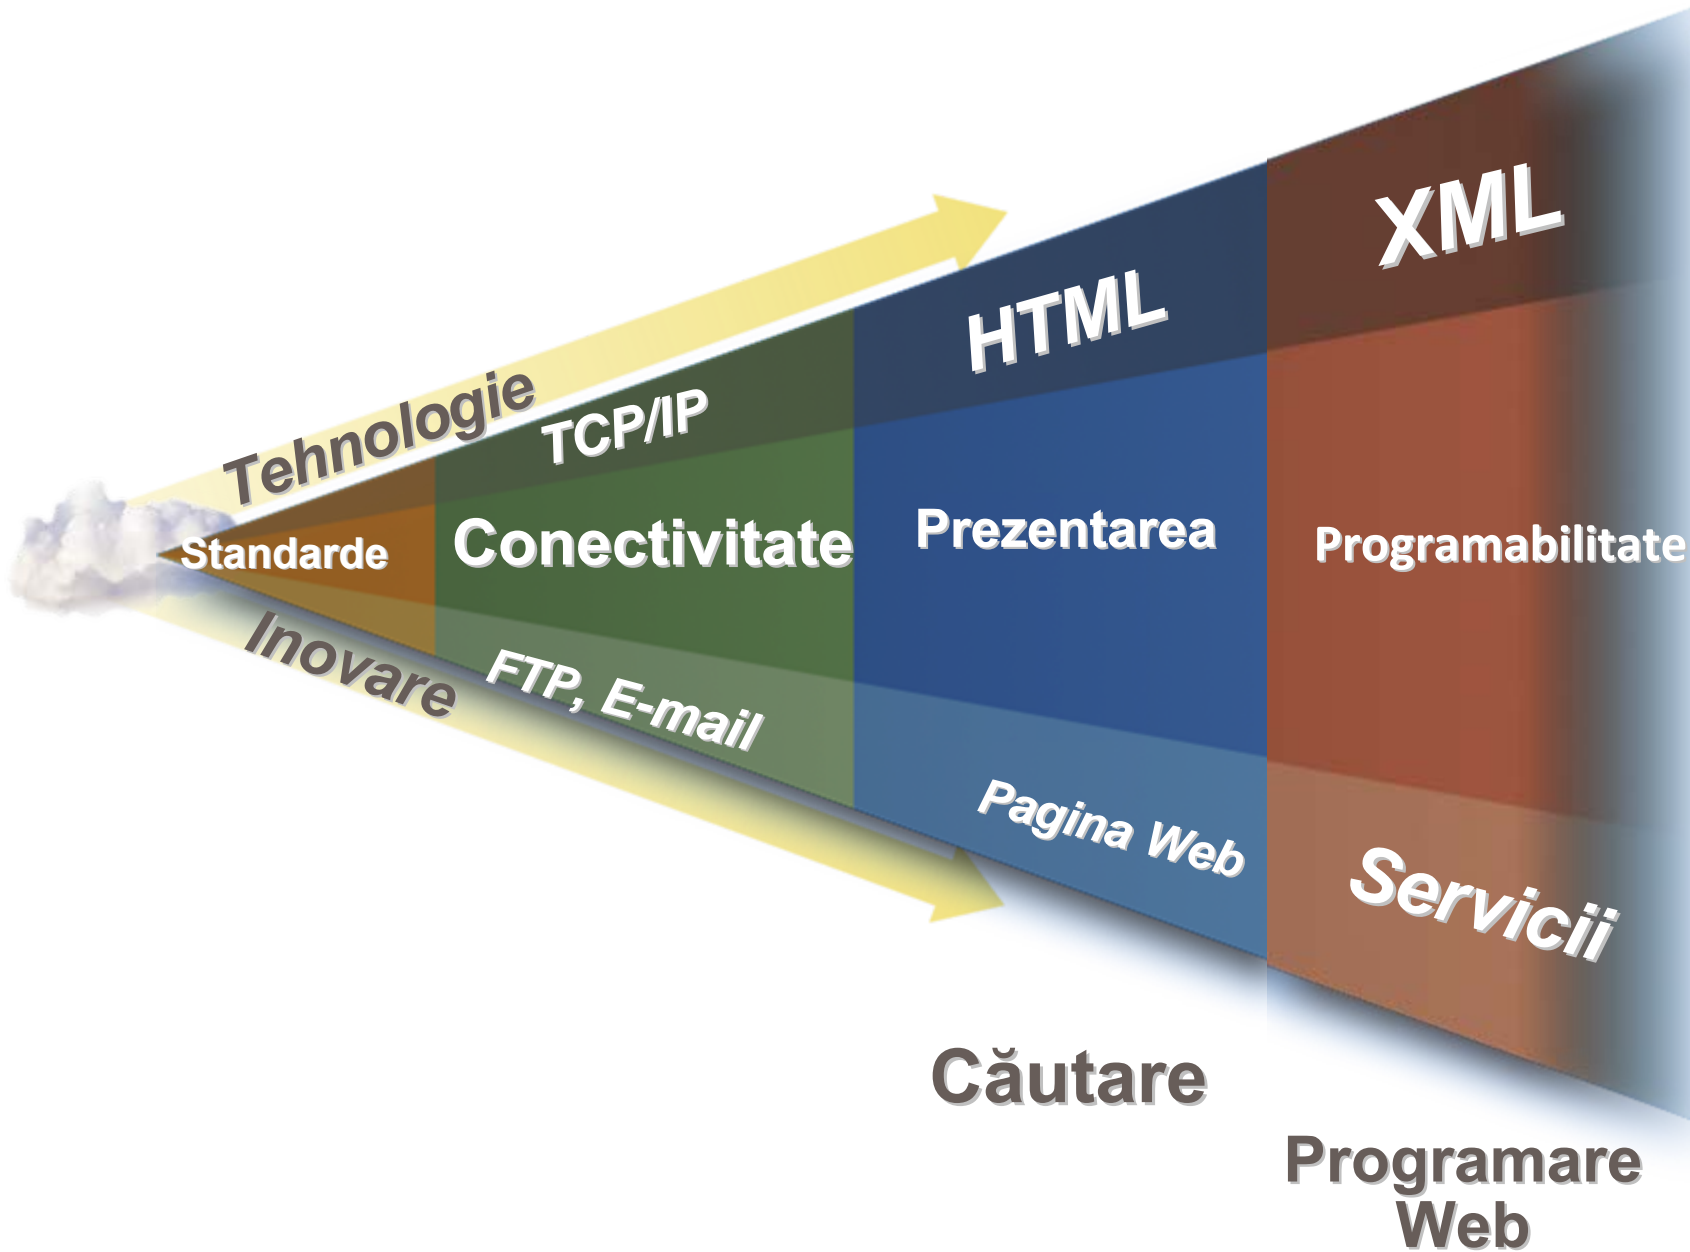 Tehnologie
TCP/IP
HTML
XML
Standarde
Conectivitate
Prezentarea
Programabilitate
Inovare
FTP, E-mail
Pagina Web
Servicii
Căutare
Programare
Web